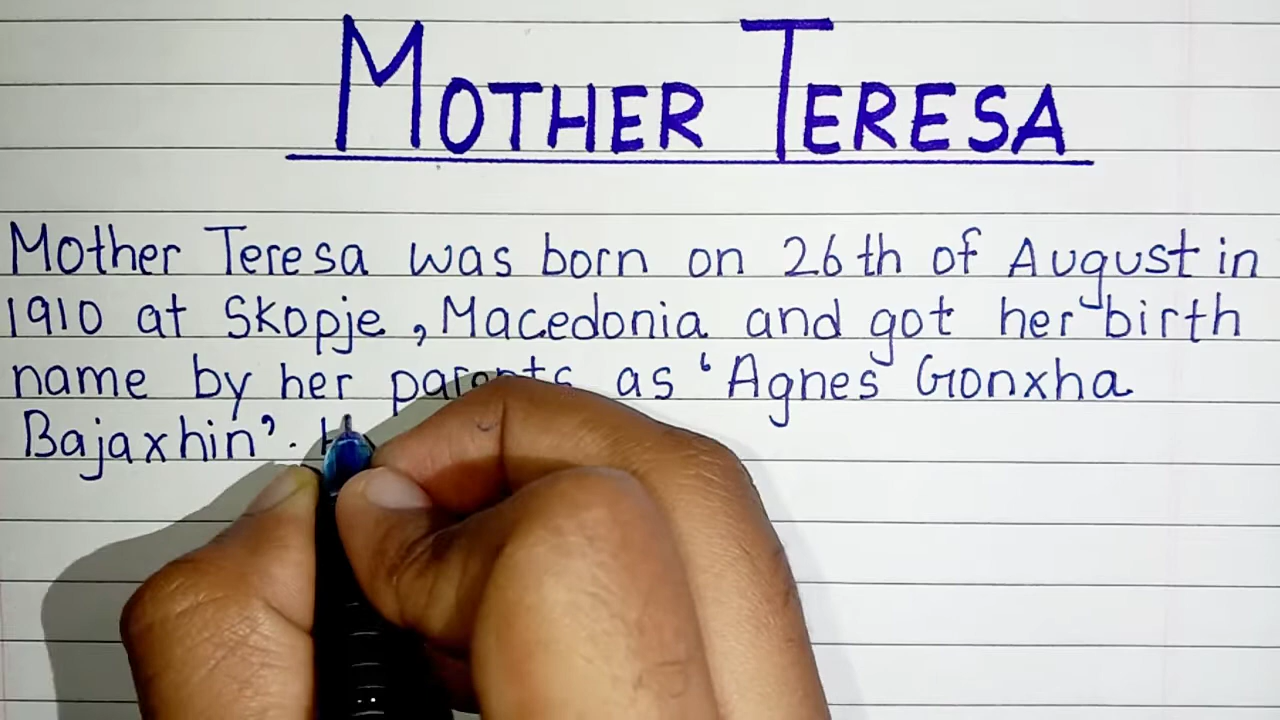 MOTHER TERESA
Mother Teresa was born on 26th of August in
1910 at Skopje, Macedonia and got her birth
name by her parents as ‘Agnes Gonxha
Bajaxhin’.